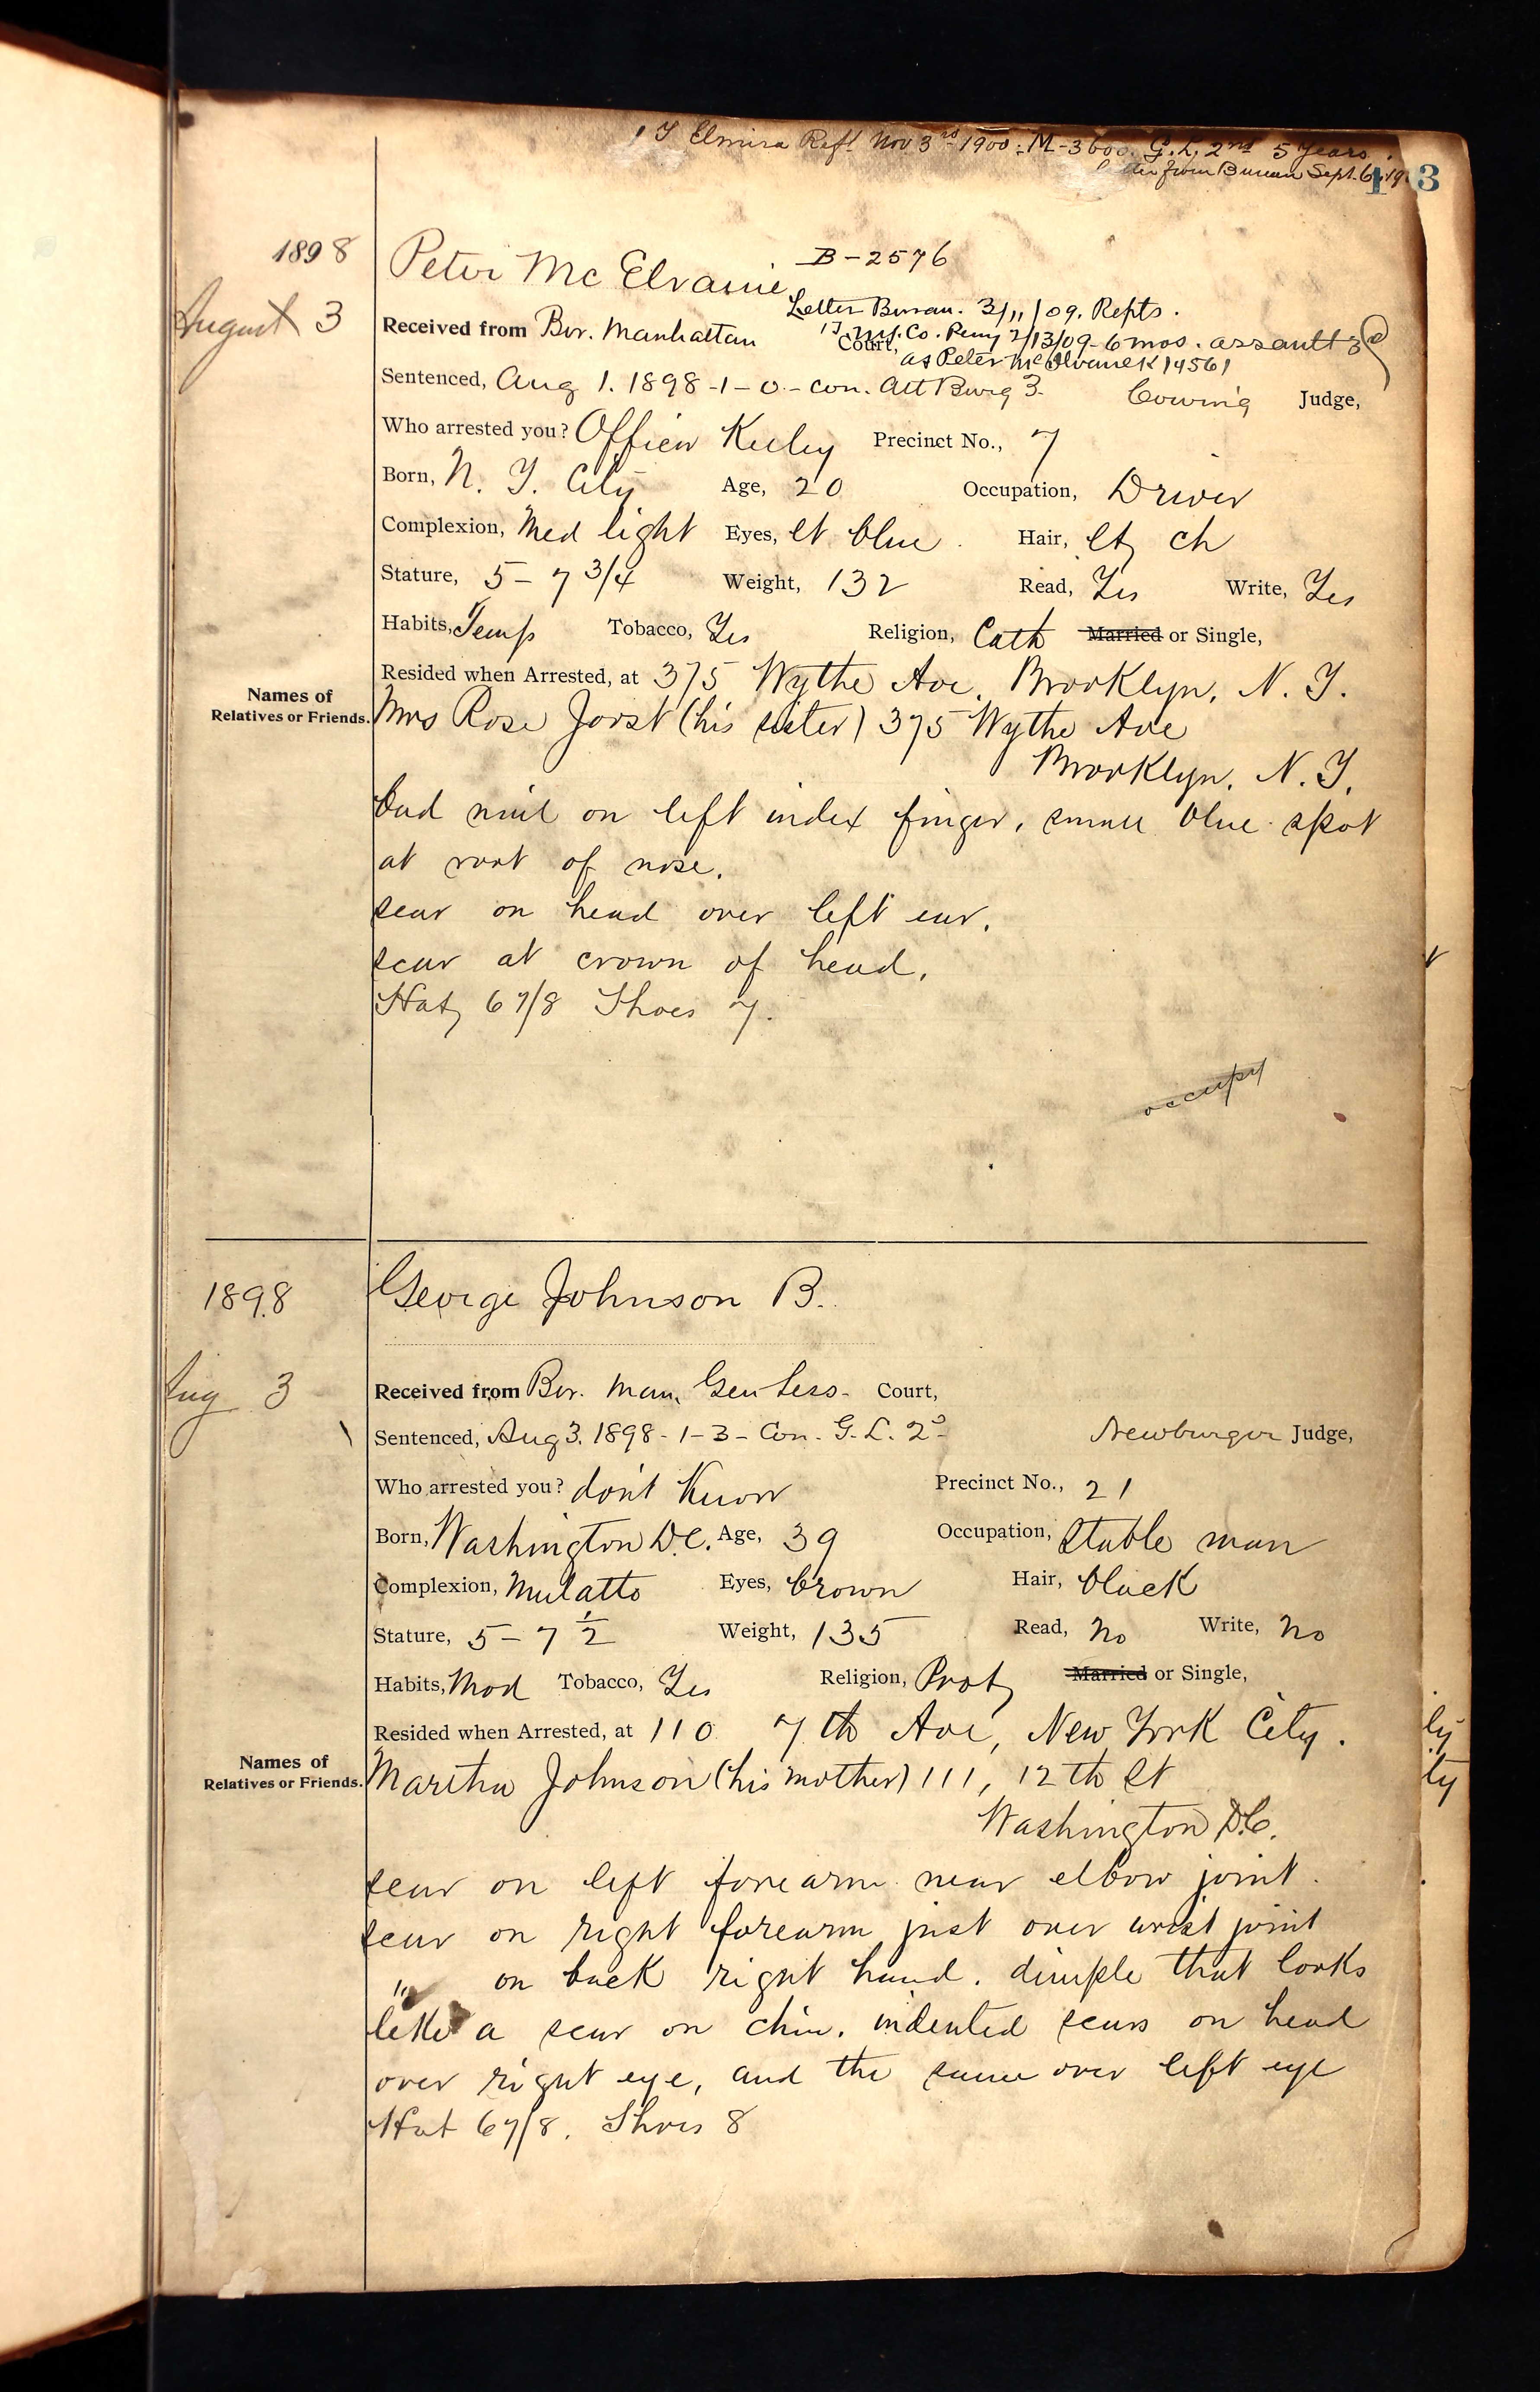 1 T Elmira Reft. Nov 3rd 1900: M-3600. G. L. 2nd 5 Years.
from Bureau Sept. 6, 19
3
1898
Peter Mc Elvaine B-2576
August 3
Letter Bureau. 3/11/09. Repts.
Received from Bor. Manhattan Court,
Co. Peny 2/13/09-6 mos. assault 3d
as Peter McIlvaine K14561
Sentenced, Aug 1. 1898-1-0-con. Att Burg 3. Cowing Judge,
Who arrested you? Officer Keeley Precinct No., 7
Born, N. Y. City Age, 20 Occupation, Driver
Complexion, Med light Eyes, lt blue. Hair, lt ch
Stature, 5-7 3/4 Weight, 132 Read, Yes Write, Yes
Habits, Temp Tobacco, Yes Religion, Cath Married or Single,
Resided when Arrested, at 375 Wythe Ave. Brooklyn, N. Y.
Names of
Relatives or Friends. Mrs Rose Jorst (his sister) 375 Wythe Ave
Brooklyn. N. Y.
bad nail on left index finger, small blue spot
at root of nose.
scar on head over left ear.
scar at crown of head.
Hat 6 7/8 Shoes 7.
occupt
1898
George Johnson B.
Aug 3
Received from Bor. Man. Gen Sess- Court,
Sentenced, Aug 3. 1898-1-3-Con. G. L. 2d- Newburger Judge,
Who arrested you? don't Know Precinct No., 21
Born, Washington D.C. Age, 39 Occupation, Stable man
Complexion, Mulatto Eyes, brown Hair, black
Stature, 5-7 1/2 Weight, 135 Read, No Write, No
Habits, Mod Tobacco, Yes Religion, Prot Married or Single,
Resided when Arrested, at 110 7th Ave, New York City.
Names of
Relatives or Friends. Martha Johnson (his mother) 111, 12th St
Washington D.C.
scar on left forearm near elbow joint.
scar on right forearm just over wrist joint
" on back right hand. dimple that looks
like a scar on chin. indented scars on head
over right eye, and the same over left eye
Hat 6 7/8. Shoes 8